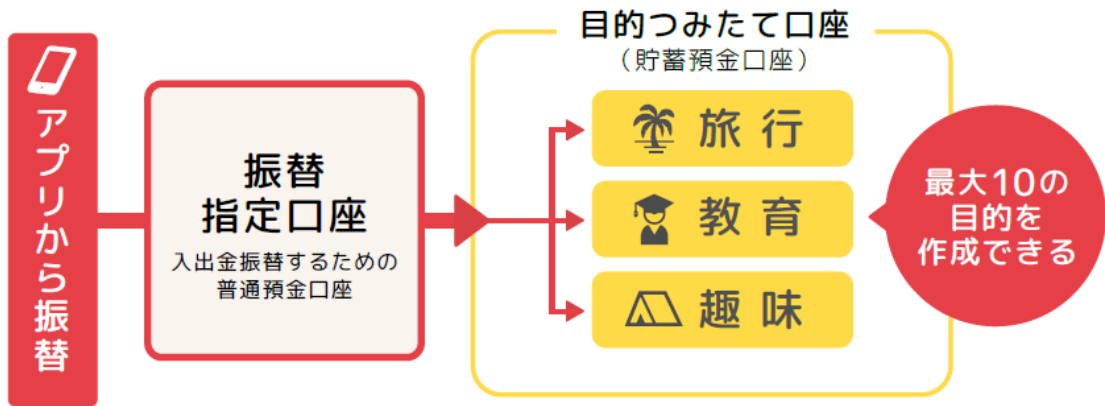 アプリから振替
振替
指定口座
入出金振替するための
普通預金口座
目的つみたて口座
（貯蓄預金口座）
旅行
教育
趣味
最大10の
目的を
作成できる